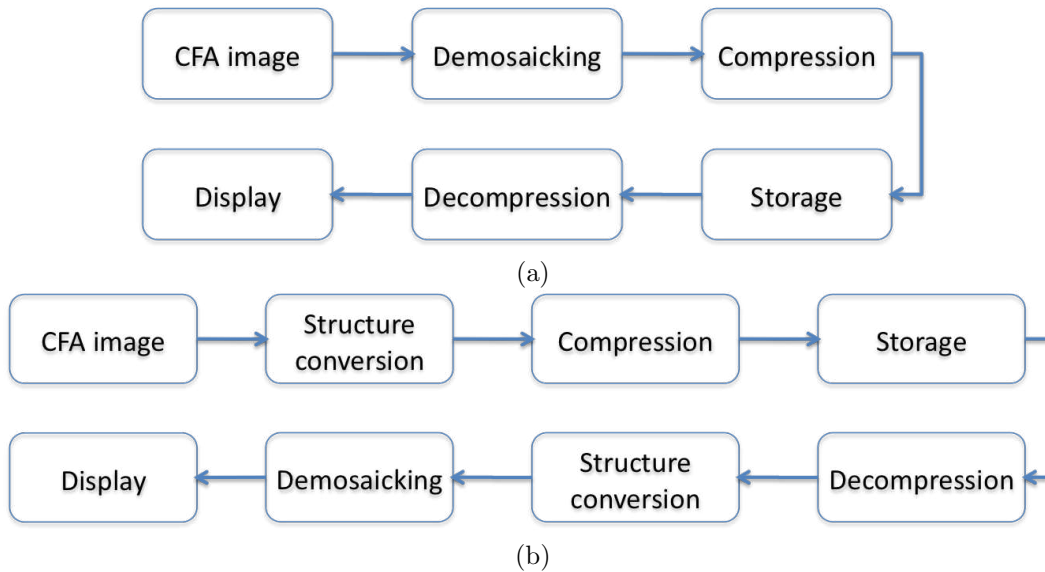 CFA image
Demosaicking
Compression
Display
Decompression
Storage
(a)
CFA image
Structure
conversion
Compression
Storage
Display
Demosaicking
Structure
conversion
Decompression
(b)